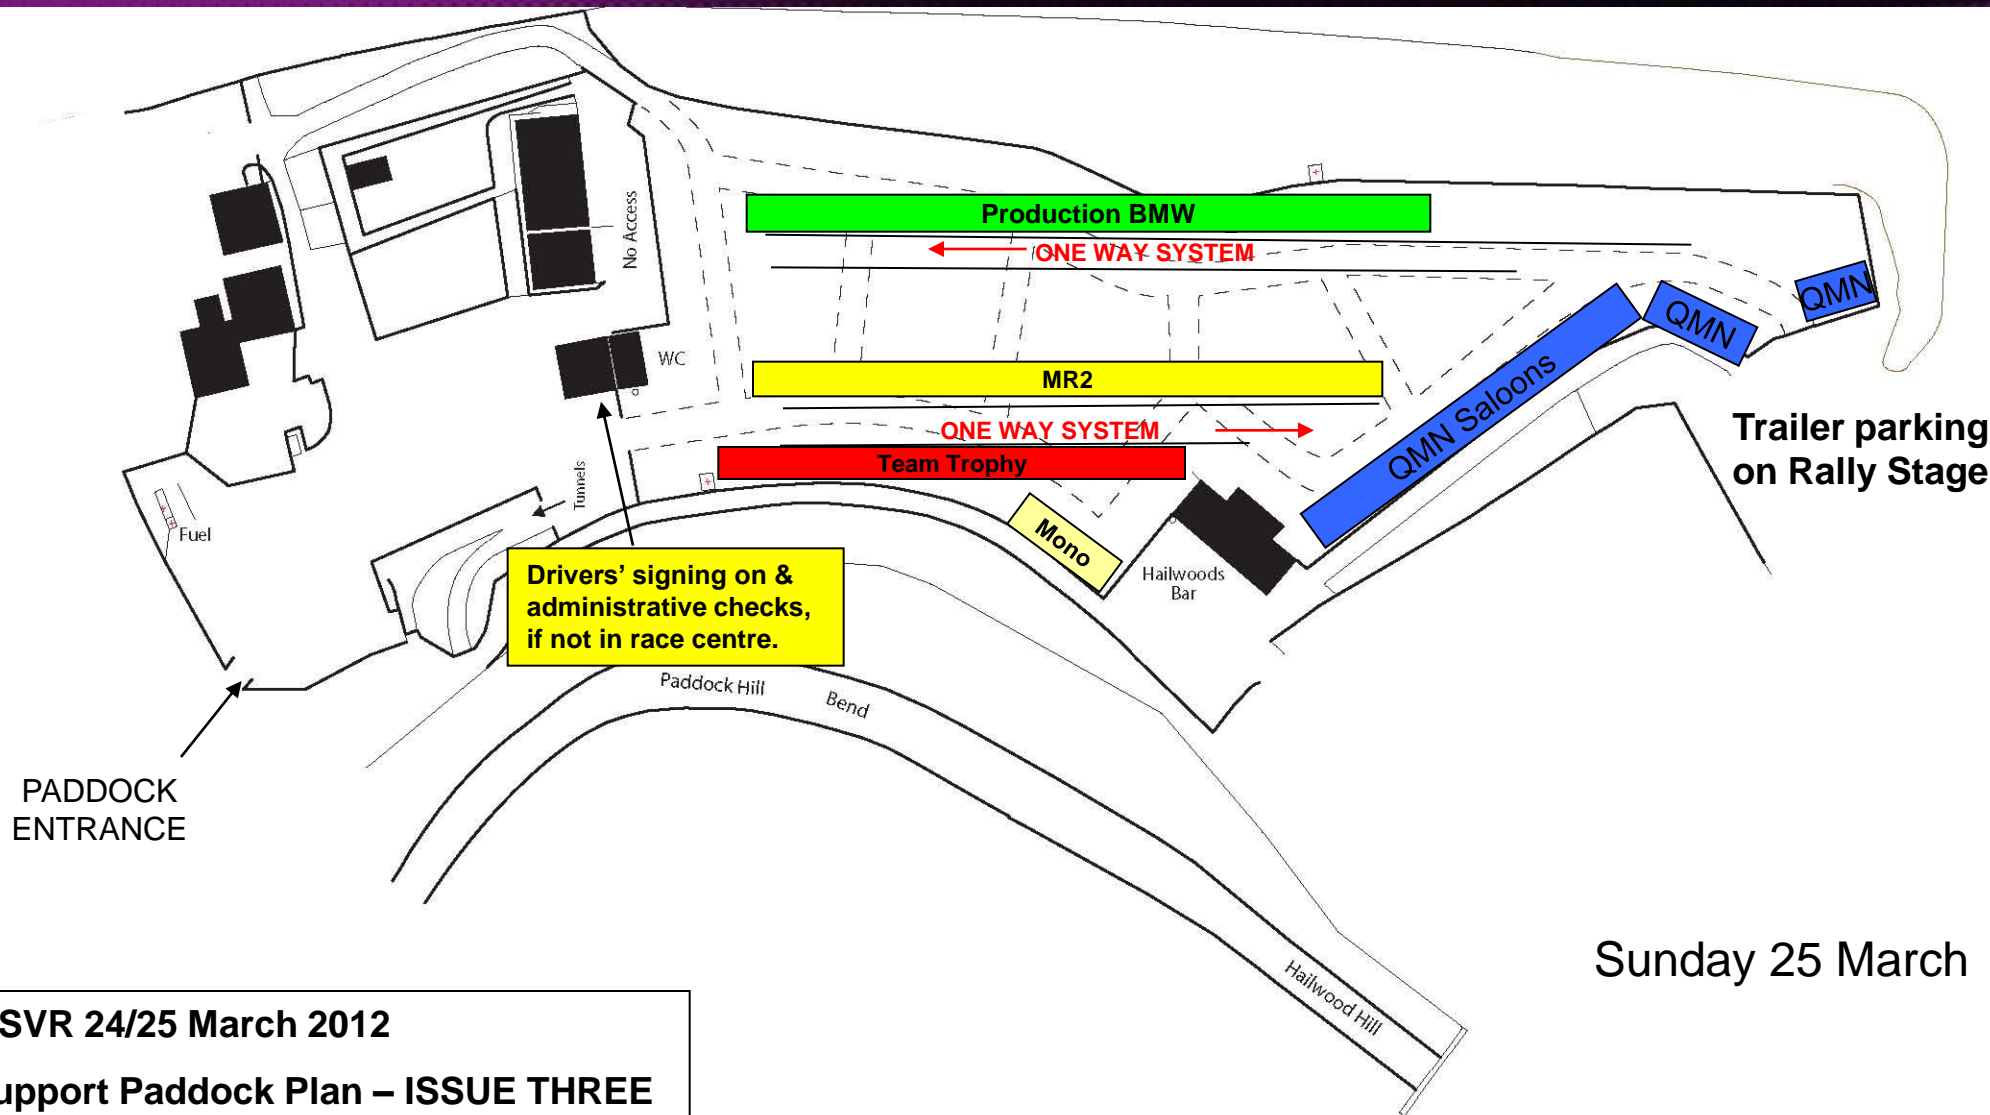 Production BMW
ONE WAY SYSTEM
No Access
QMN
QMN
WC
MR2
QMN Saloons
ONE WAY SYSTEM
Trailer parking
on Rally Stage
Team Trophy
Tunnels
Fuel
Mono
Hailwoods
Bar
Drivers’ signing on &
administrative checks,
if not in race centre.
Paddock Hill Bend
PADDOCK
ENTRANCE
Sunday 25 March
Hailwood Hill
SVR 24/25 March 2012
upport Paddock Plan – ISSUE THREE